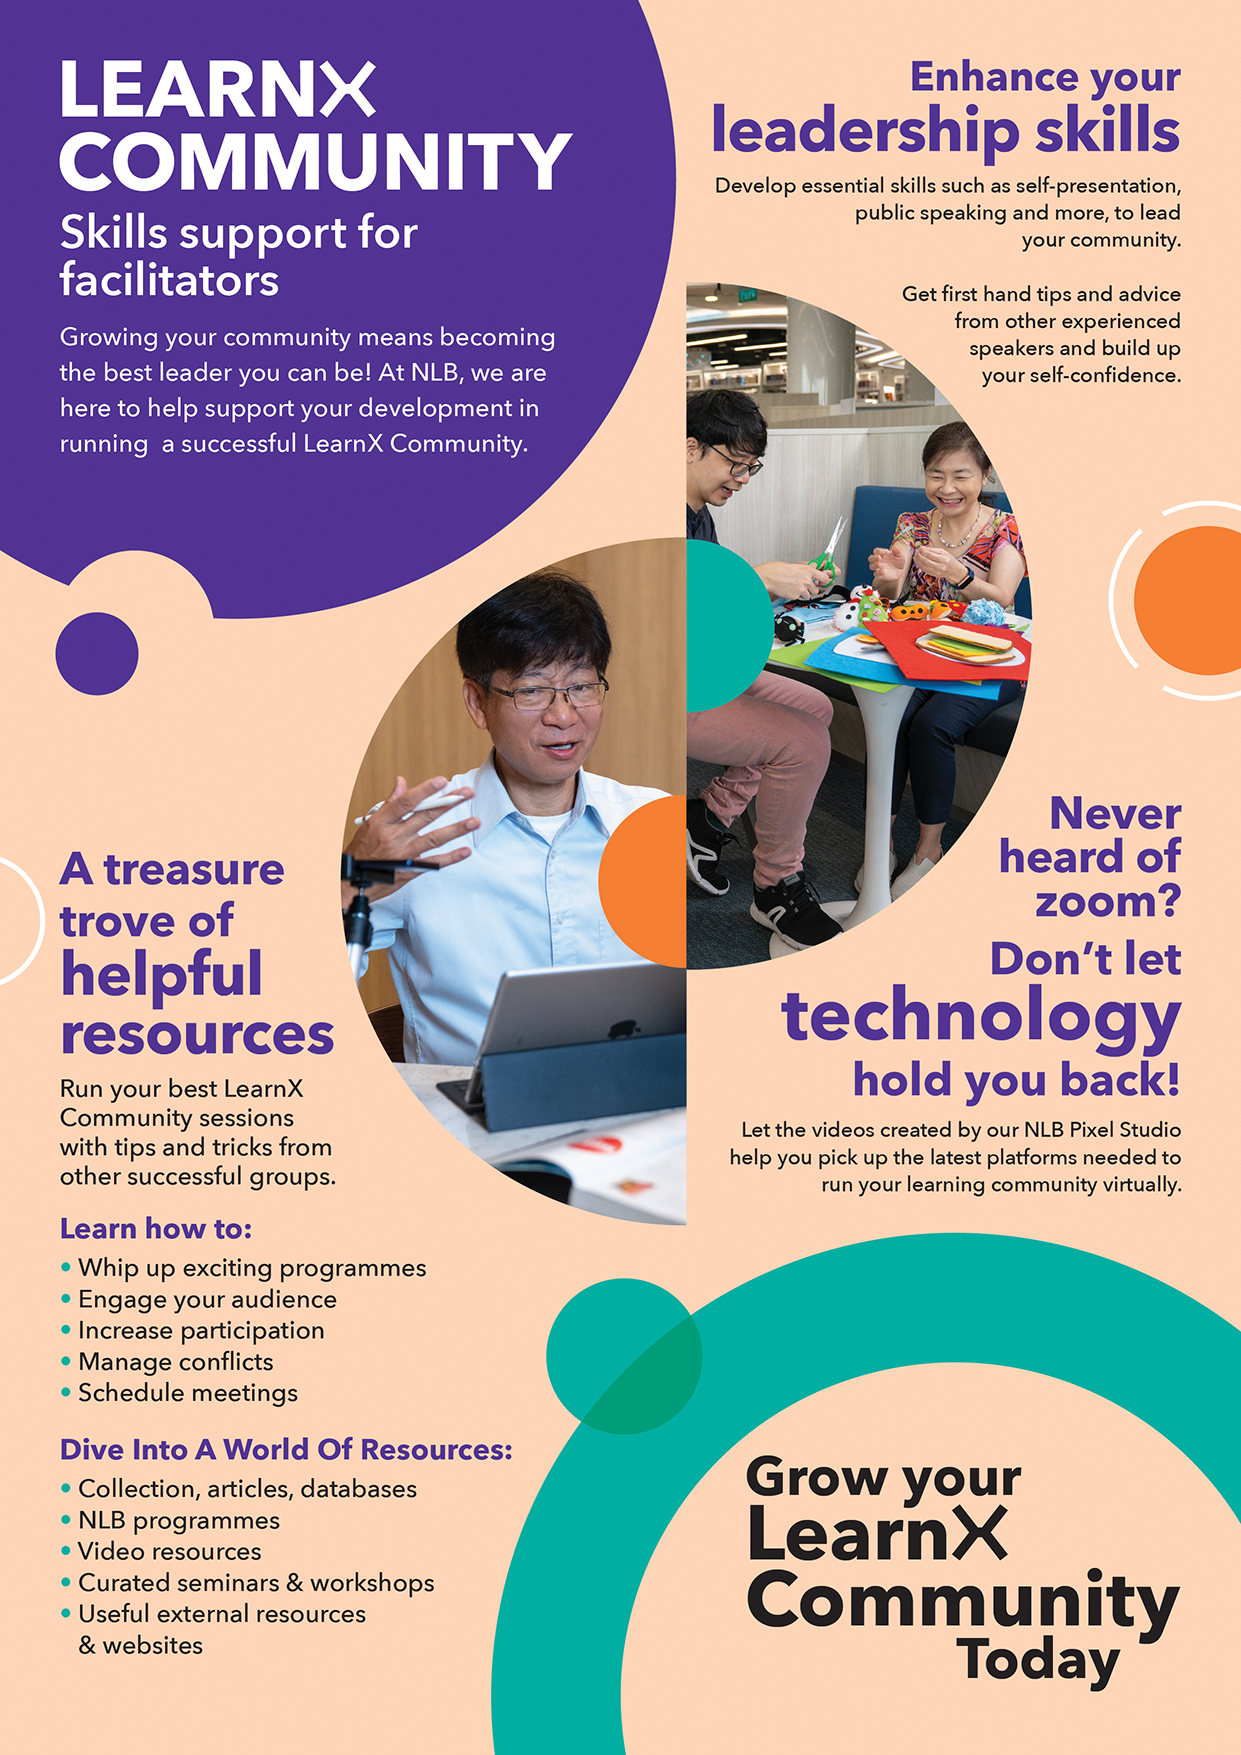 LEARNX
COMMUNITY
Skills support for
facilitators
Growing your community means becoming
the best leader you can be! At NLB, we are
here to help support your development in
running  a successful LearnX Community.
Enhance your
leadership skills
Develop essential skills such as self-presentation,
public speaking and more, to lead
your community.
Get first hand tips and advice
from other experienced
speakers and build up
your self-confidence.
A treasure
trove of
helpful
resources
Run your best LearnX
Community sessions
with tips and tricks from
other successful groups.
Learn how to:
• Whip up exciting programmes
• Engage your audience
• Increase participation
• Manage conflicts
• Schedule meetings
Dive Into A World Of Resources:
• Collection, articles, databases
• NLB programmes
• Video resources
• Curated seminars & workshops
• Useful external resources
& websites
Never
heard of
zoom?
Don’t let
technology
hold you back!
Let the videos created by our NLB Pixel Studio
help you pick up the latest platforms needed to
run your learning community virtually.
Grow your
LearnX
Community
Today